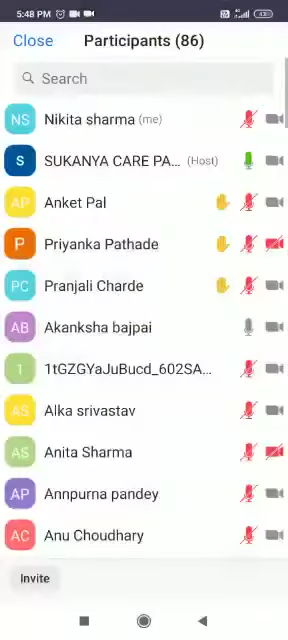 5:48 PM
Close
Participants (86)
Search
NS Nikita sharma (me)
S SUKANYA CARE PA... (Host)
AP Anket Pal
P Priyanka Pathade
PC Pranjali Charde
AB Akanksha bajpai
1 1tGZGYaJuBucd_602SA...
AS Alka srivastav
AS Anita Sharma
AP Annpurna pandey
AC Anu Choudhary
Invite